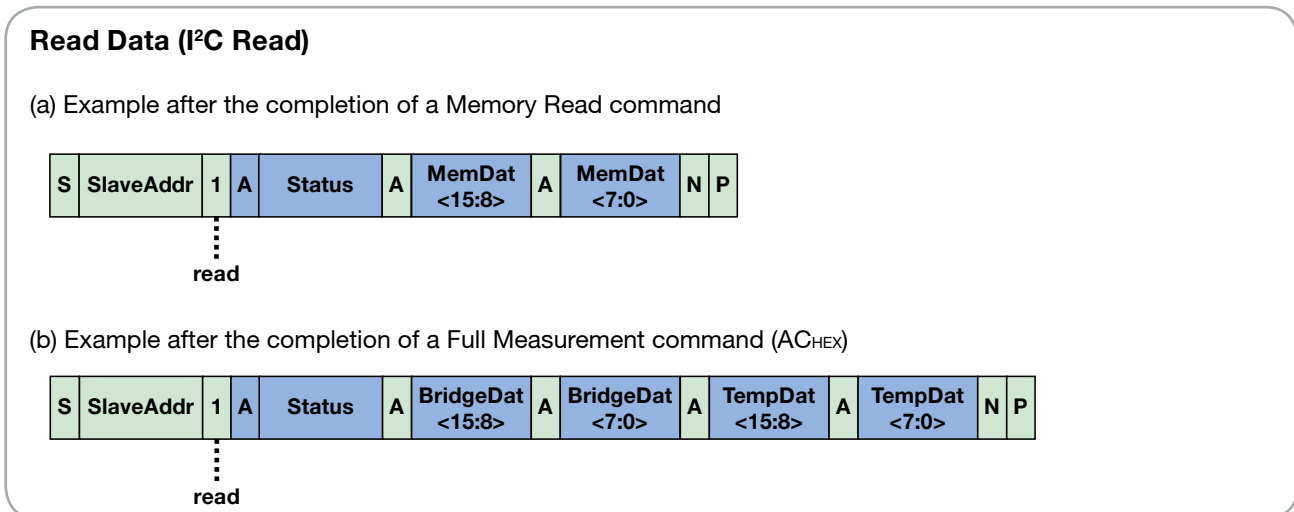 Read Data (I²C Read)
(a) Example after the completion of a Memory Read command
S SlaveAddr 1 A Status A MemDat <15:8> A MemDat <7:0> N P
read
(b) Example after the completion of a Full Measurement command (ACHEX)
S SlaveAddr 1 A Status A BridgeDat <15:8> A BridgeDat <7:0> A TempDat <15:8> A TempDat <7:0> N P
read